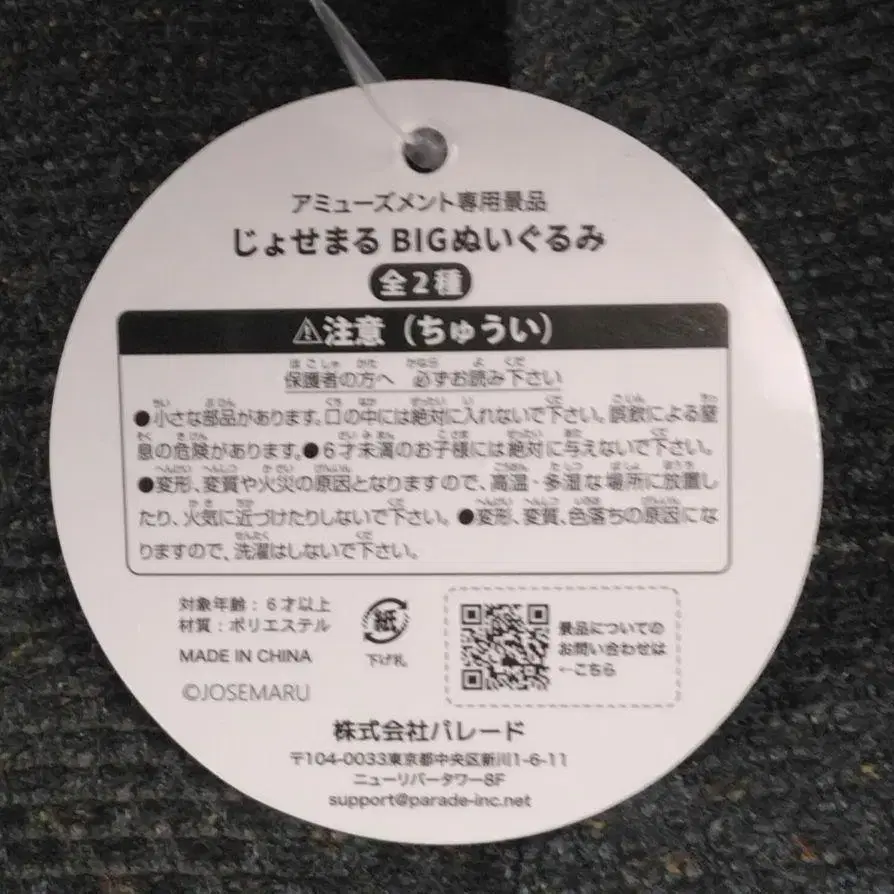 アミューズメント専用景品
じょせまる BIGぬいぐるみ
全2種
⚠注意（ちゅうい）
保護者の方へ 必ずお読み下さい
●小さな部品があります。口の中には絶対に入れないで下さい。誤飲による窒
息の危険があります。●6才未満のお子様には絶対に与えないで下さい。
●変形、変質や火災の原因となりますので、高温・多湿な場所に放置し
たり、火気に近づけたりしないで下さい。●変形、変質、色落ちの原因にな
りますので、洗濯はしないで下さい。
対象年齢：6才以上
材質：ポリエステル
MADE IN CHINA
©JOSEMARU
紙
下げ札
景品についての
お問い合わせは
←こちら
株式会社パレード
〒104-0033東京都中央区新川1-6-11
ニューリバータワー8F
support@parade-inc.net